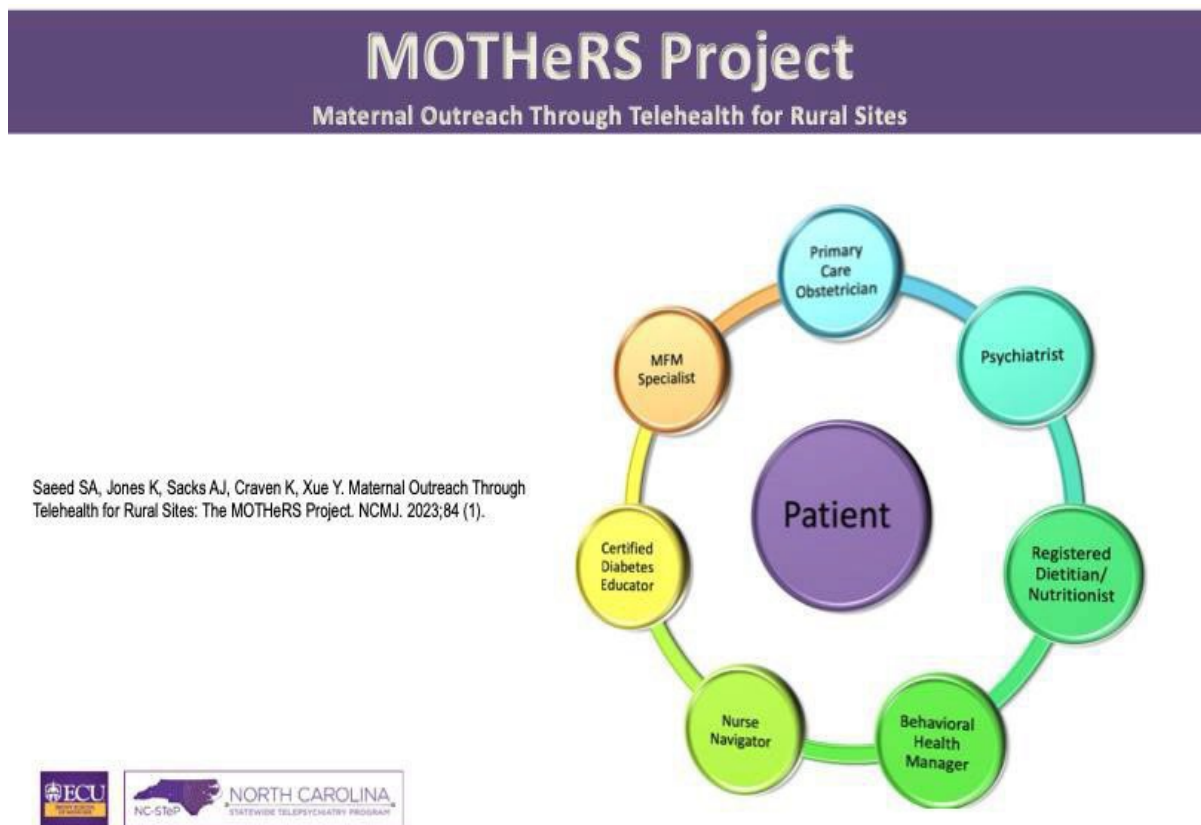 MOTHeRS Project
Maternal Outreach Through Telehealth for Rural Sites
Primary
Care
Obstetrician
Psychiatrist
Registered
Dietitian/
Nutritionist
Behavioral
Health
Manager
Nurse
Navigator
Certified
Diabetes
Educator
MFM
Specialist
Patient
Saeed SA, Jones K, Sacks AJ, Craven K, Xue Y. Maternal Outreach Through
Telehealth for Rural Sites: The MOTHeRS Project. NCMJ. 2023;84 (1).
ECU
NC-STeP
NORTH CAROLINA
STATEWIDE TELEPSYCHIATRY PROGRAM